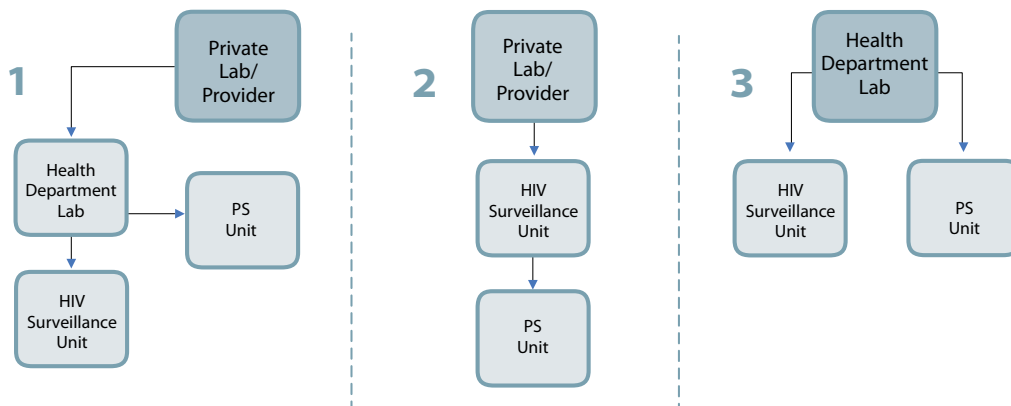 1
Private
Lab/
Provider
Health
Department
Lab
PS
Unit
HIV
Surveillance
Unit
2
Private
Lab/
Provider
HIV
Surveillance
Unit
PS
Unit
3
Health
Department
Lab
HIV
Surveillance
Unit
PS
Unit